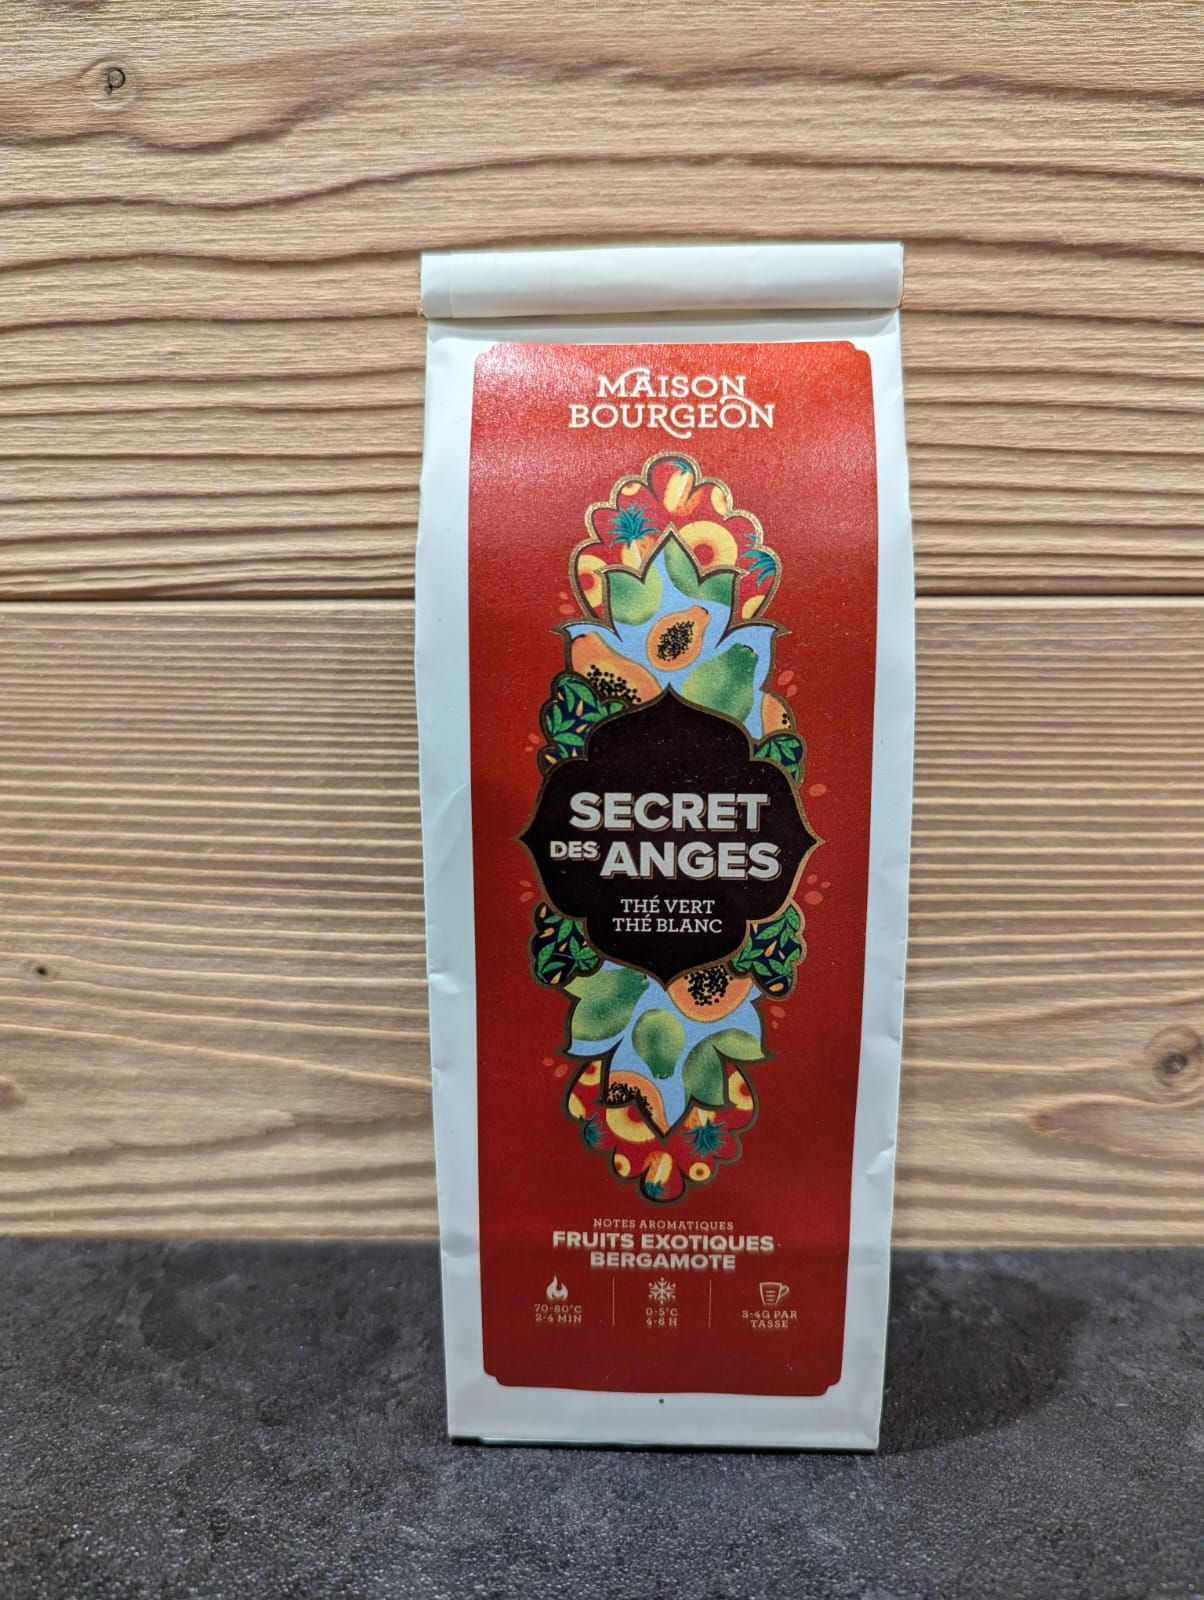 MAISON
BOURGEON
SECRET
DES ANGES
THÉ VERT
THÉ BLANC
NOTES AROMATIQUES
FRUITS EXOTIQUES
BERGAMOTE
70-80°C
2-4 MIN
0-5°C
4-6 H
3-4G PAR
TASSE